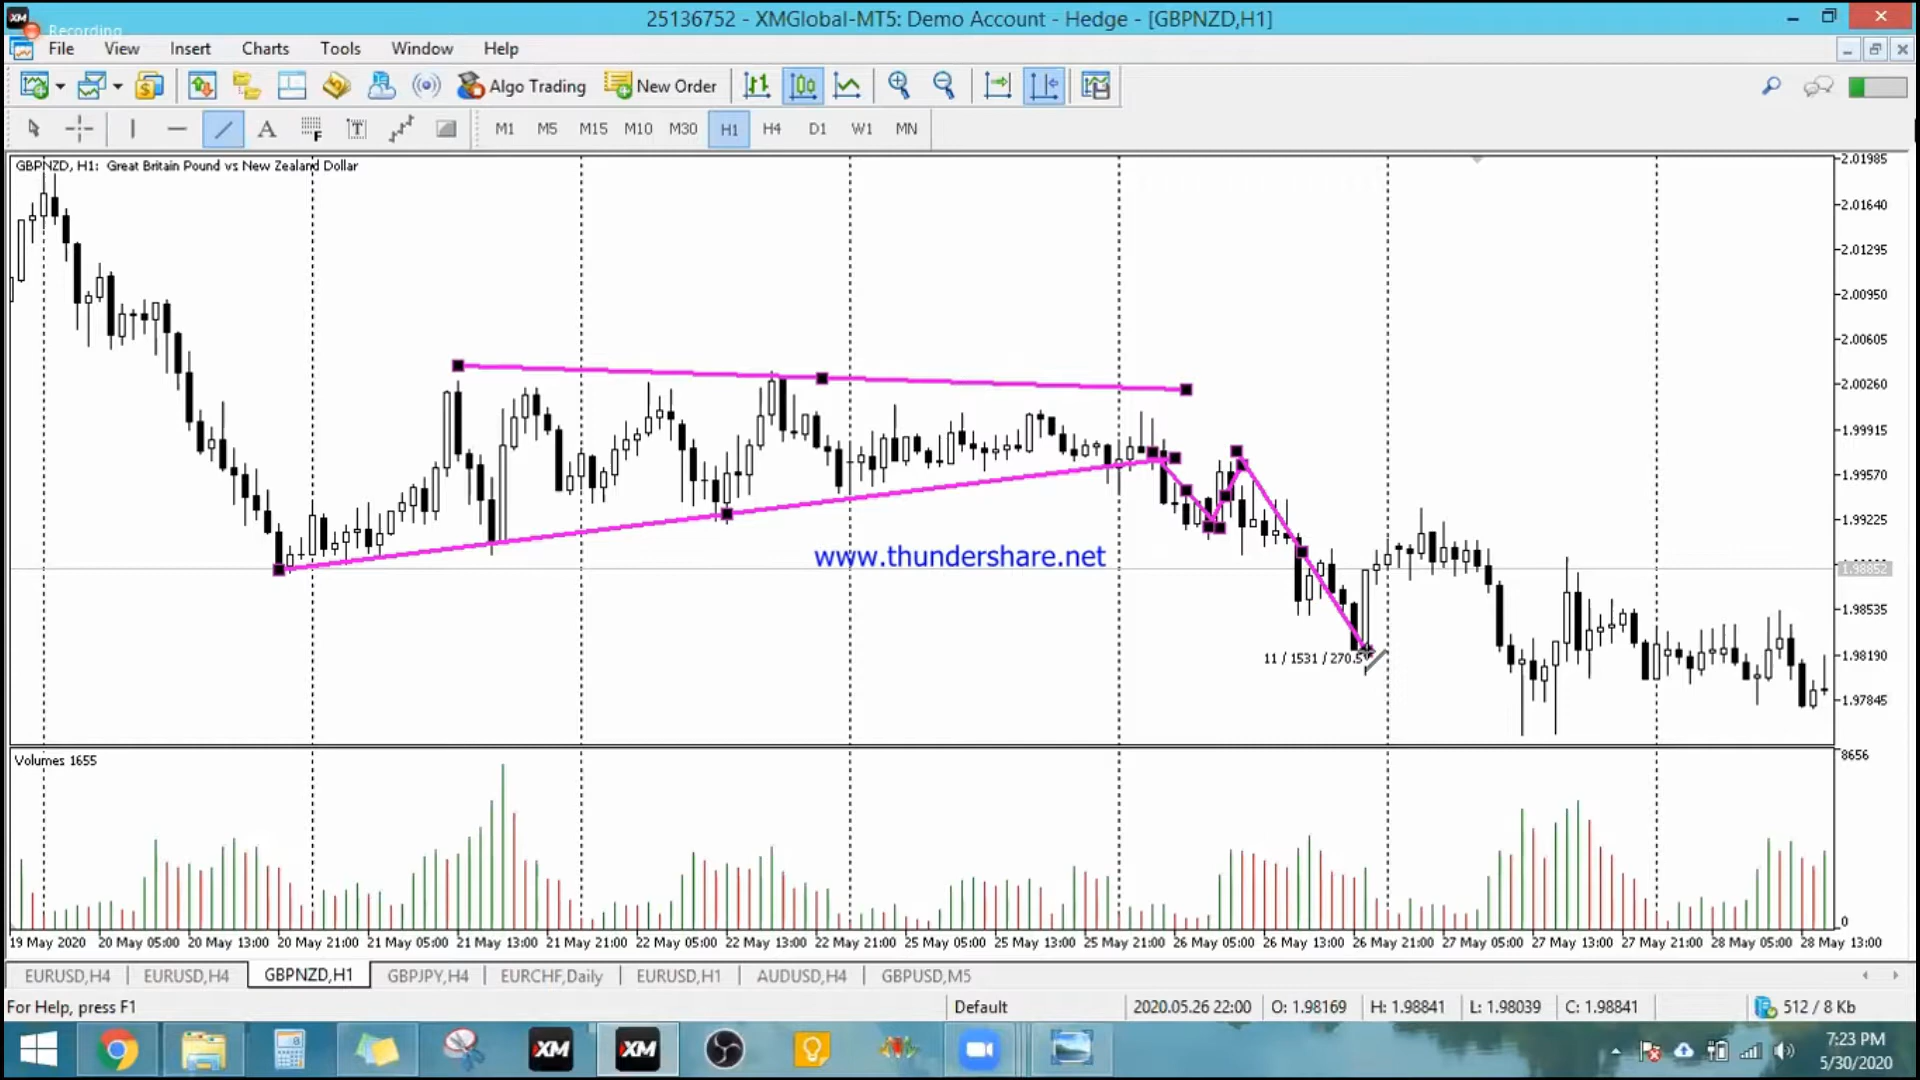 25136752 - XMGlobal-MT5: Demo Account - Hedge - [GBPNZD,H1]
XM
Recording
File View Insert Charts Tools Window Help
Algo Trading New Order
A F T M1 M5 M15 M10 M30 H1 H4 D1 W1 MN
GBPNZD, H1: Great Britain Pound vs New Zealand Dollar
2.01985
2.01640
2.01295
2.00950
2.00605
2.00260
1.99915
1.99570
1.99225
www.thundershare.net
1.98852
1.98535
11 / 1531 / 270.5
1.98190
1.97845
Volumes 1655
8656
0
19 May 2020 20 May 05:00 20 May 13:00 20 May 21:00 21 May 05:00 21 May 13:00 21 May 21:00 22 May 05:00 22 May 13:00 22 May 21:00 25 May 05:00 25 May 13:00 25 May 21:00 26 May 05:00 26 May 13:00 26 May 21:00 27 May 05:00 27 May 13:00 27 May 21:00 28 May 05:00 28 May 13:00
EURUSD,H4 EURUSD,H4 GBPNZD,H1 GBPJPY,H4 EURCHF,Daily EURUSD,H1 AUDUSD,H4 GBPUSD,M5
For Help, press F1 Default 2020.05.26 22:00 O: 1.98169 H: 1.98841 L: 1.98039 C: 1.98841 512 / 8 Kb
XM XM
7:23 PM
5/30/2020